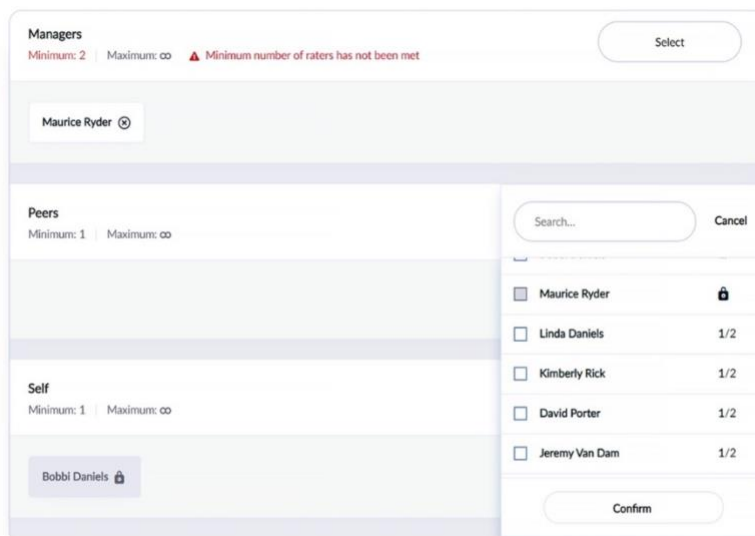 Managers
Minimum: 2 | Maximum: ∞ Minimum number of raters has not been met
Select
Maurice Ryder
Peers
Minimum: 1 | Maximum: ∞
Search...
Cancel
Maurice Ryder
Linda Daniels 1/2
Kimberly Rick 1/2
David Porter 1/2
Jeremy Van Dam 1/2
Confirm
Self
Minimum: 1 | Maximum: ∞
Bobbi Daniels